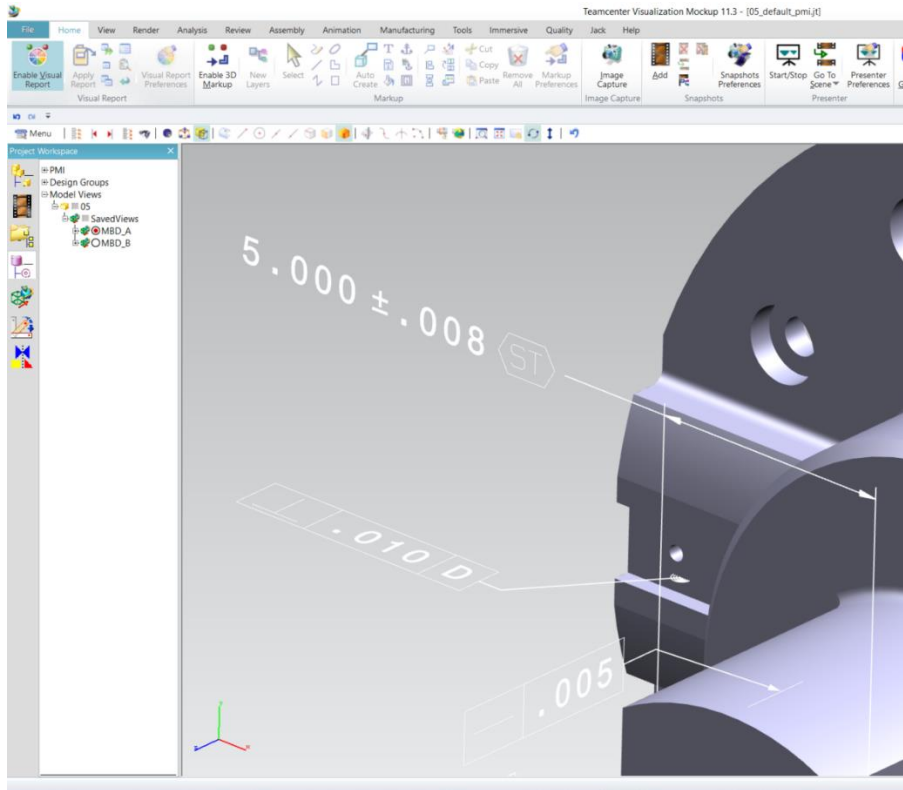 Teamcenter Visualization Mockup 11.3 - [05_default_pmi.jt]
File Home View Render Analysis Review Assembly Animation Manufacturing Tools Immersive Quality Jack Help
Enable Visual Report
Apply Report
Visual Report Preferences
Visual Report
Enable 3D Markup
New Layers
Select
Auto Create
Cut
Copy
Paste
Remove All
Markup Preferences
Markup
Image Capture
Image Capture
Add
Snapshots Preferences
Snapshots
Start/Stop
Go To Scene
Presenter Preferences
Presenter
Menu
Project Workspace
PMI
Design Groups
Model Views
05
SavedViews
MBD_A
MBD_B
5.000 ±.008 ST
.010 D
.005